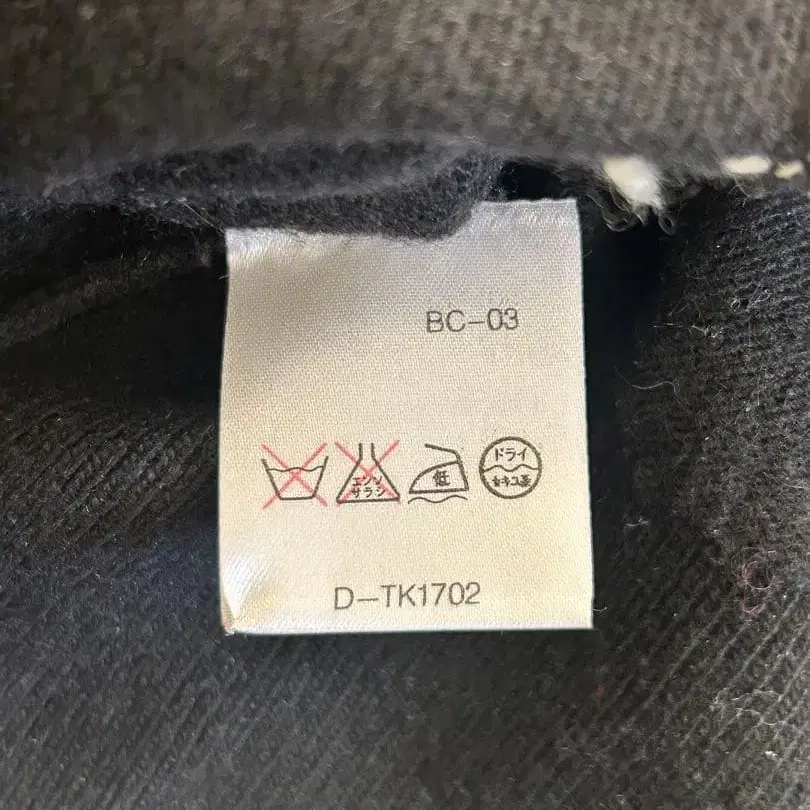 BC-03
エンソ
サラシ
低
ドライ
セキユ系
D-TK1702